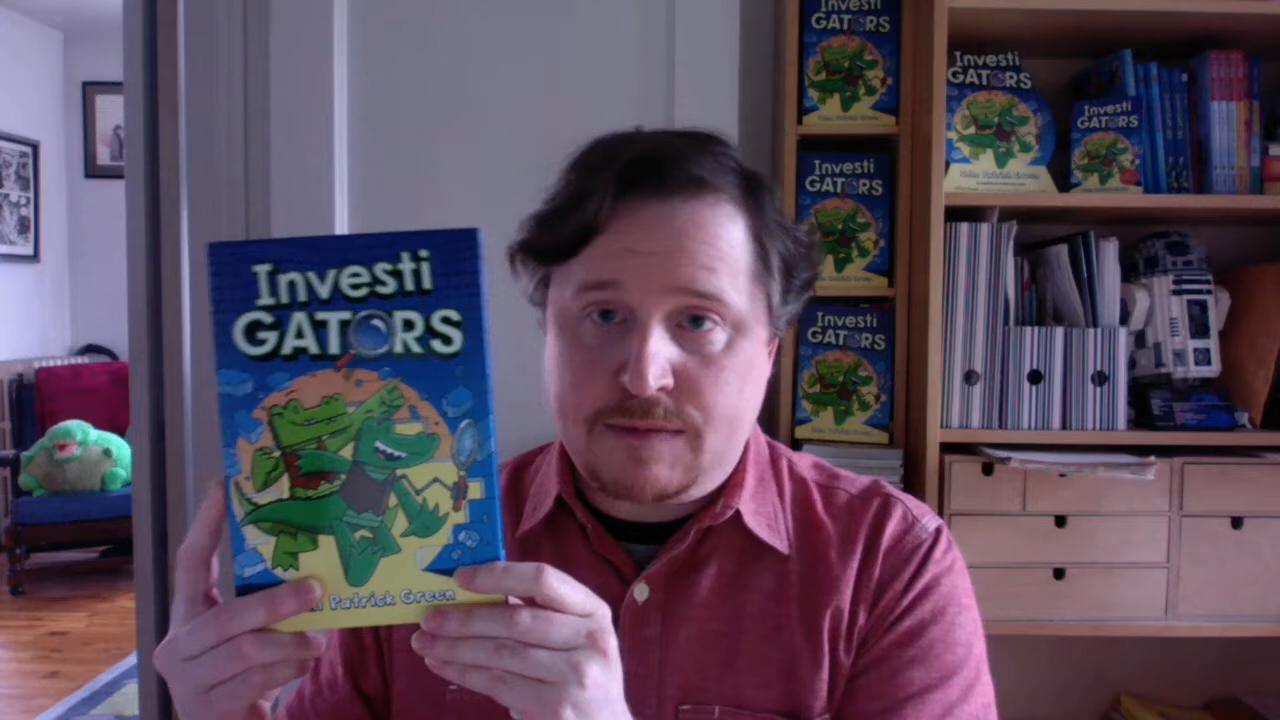 Investi
GATORS
Patrick Green
Investi
GATORS
Investi
GATORS
Investi
GATORS
Investi
GATORS
Investi
GATORS